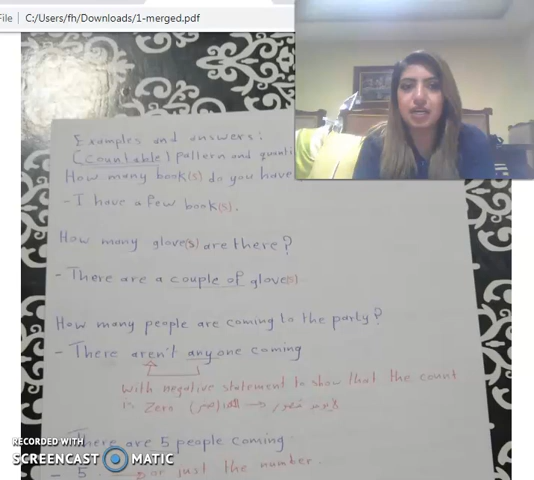 File C:/Users/fh/Downloads/1-merged.pdf
Examples and answers:
(Countable) pattern and quanti
How many book(s) do you have
- I have a few book(s).
How many glove(s) are there?
- There are a couple of glove(s)
How many people are coming to the party?
- There aren't anyone coming
with negative statement to show that the count
is Zero
There are 5 people coming.
- 5 or just the number.
RECORDED WITH
SCREENCAST MATIC